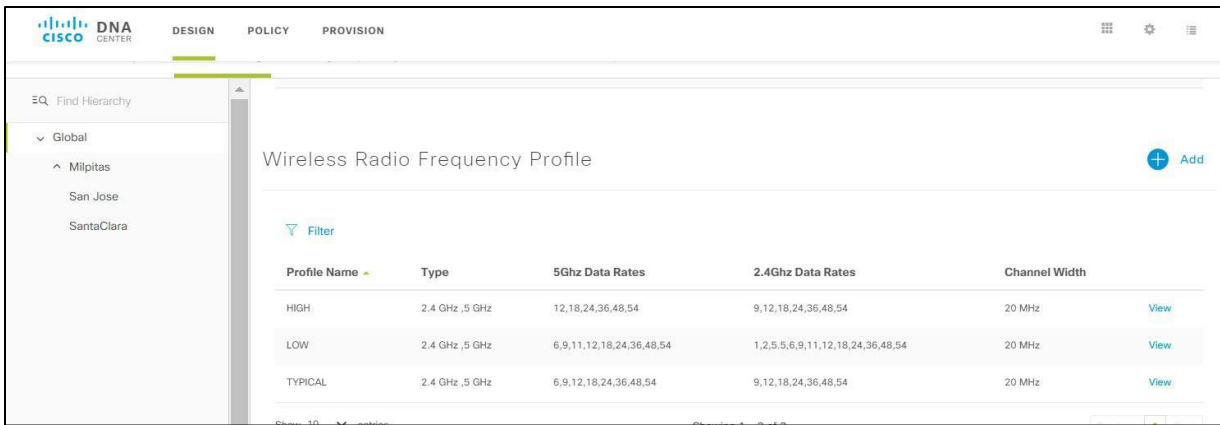 CISCO DNA CENTER
DESIGN POLICY PROVISION
Find Hierarchy
Global
Milpitas
San Jose
SantaClara
Wireless Radio Frequency Profile
Add
Filter
Profile Name Type 5Ghz Data Rates 2.4Ghz Data Rates Channel Width
HIGH 2.4 GHz ,5 GHz 12,18,24,36,48,54 9,12,18,24,36,48,54 20 MHz View
LOW 2.4 GHz ,5 GHz 6,9,11,12,18,24,36,48,54 1,2,5.5,6,9,11,12,18,24,36,48,54 20 MHz View
TYPICAL 2.4 GHz ,5 GHz 6,9,12,18,24,36,48,54 9,12,18,24,36,48,54 20 MHz View
Show 10 entries